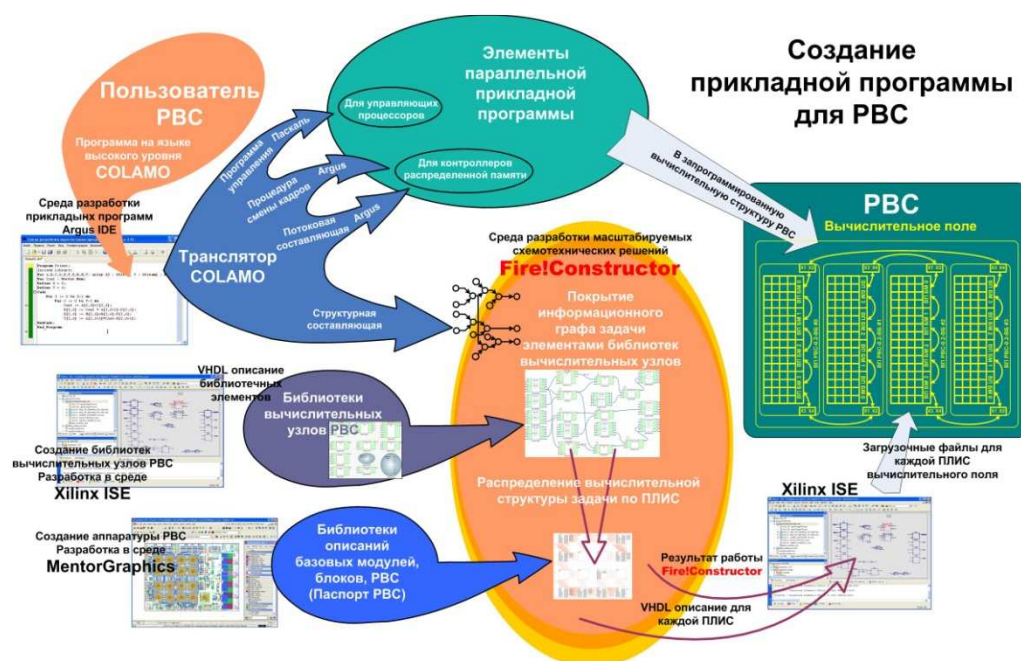 Создание
прикладной программы
для РВС
Пользователь
РВС
Программа на языке
высокого уровня
COLAMO
Среда разработки
прикладынх программ
Argus IDE
Транслятор
COLAMO
Программа Паскаль
управления
Процедура Argus
смены кадров
Потоковая Argus
составляющая
Структурная
составляющая
Элементы
параллельной
прикладной
программы
Для управляющих
процессоров
Для контроллеров
распределенной памяти
В запрограммированную
вычислительную структуру РВС
РВС
Вычислительное поле
Среда разработки масштабируемых
схемотехнических решений
Fire!Constructor
Покрытие
информационного
графа задачи
элементами библиотек
вычислительных узлов
Распределение вычислительной
структуры задачи по ПЛИС
VHDL описание
библиотечных
элементов
Библиотеки
вычислительных
узлов РВС
Создание библиотек
вычислительных узлов РВС
Разработка в среде
Xilinx ISE
Создание аппаратуры РВС
Разработка в среде
MentorGraphics
Библиотеки
описаний
базовых модулей,
блоков, РВС
(Паспорт РВС)
Результат работы
Fire!Constructor
VHDL описание для
каждой ПЛИС
Xilinx ISE
Загрузочные файлы для
каждой ПЛИС
вычислительного поля